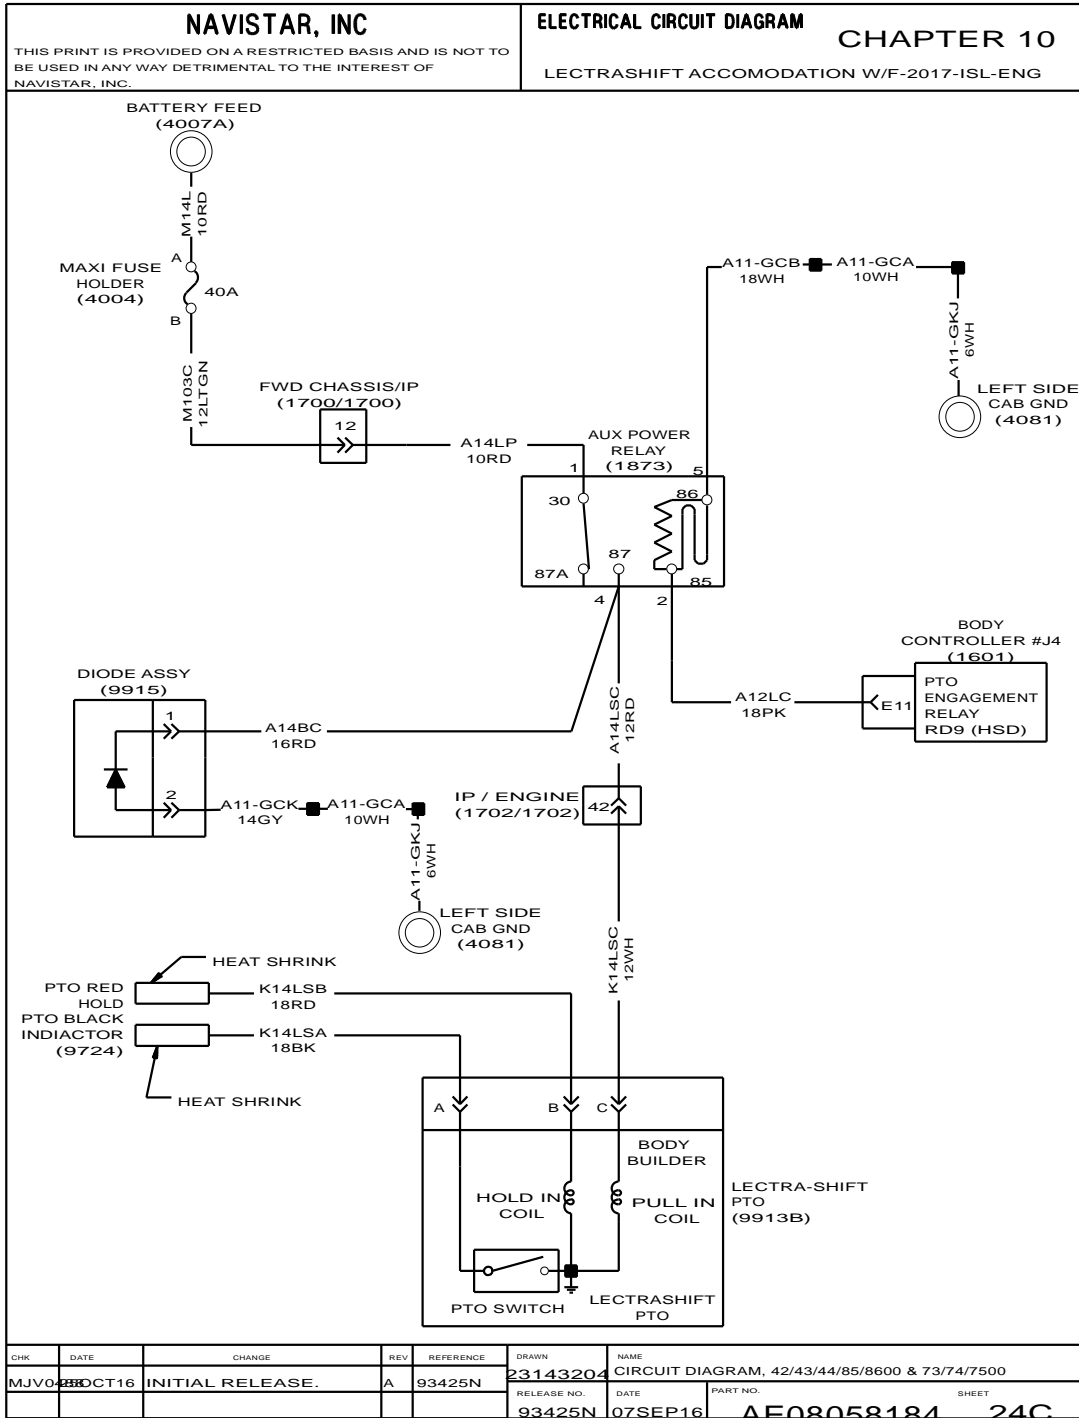 NAVISTAR, INC
THIS PRINT IS PROVIDED ON A RESTRICTED BASIS AND IS NOT TO
BE USED IN ANY WAY DETRIMENTAL TO THE INTEREST OF
NAVISTAR, INC.
ELECTRICAL CIRCUIT DIAGRAM
CHAPTER 10
LECTRASHIFT ACCOMODATION W/F-2017-ISL-ENG
BATTERY FEED
(4007A)
M14L
10RD
MAXI FUSE
HOLDER
(4004)
A
40A
B
M103C
12LTGN
FWD CHASSIS/IP
(1700/1700)
12
A14LP
10RD
A11-GCB
18WH
A11-GCA
10WH
A11-GKJ
6WH
LEFT SIDE
CAB GND
(4081)
AUX POWER
RELAY
(1873)
1
5
30
86
87
87A
85
4
2
BODY
CONTROLLER #J4
(1601)
PTO
ENGAGEMENT
RELAY
RD9 (HSD)
E11
A12LC
18PK
DIODE ASSY
(9915)
1
A14BC
16RD
2
A11-GCK
14GY
A11-GCA
10WH
A11-GKJ
6WH
LEFT SIDE
CAB GND
(4081)
A14LSC
12RD
IP / ENGINE
(1702/1702)
42
K14LSC
12WH
HEAT SHRINK
PTO RED
HOLD
K14LSB
18RD
PTO BLACK
INDIACTOR
(9724)
K14LSA
18BK
HEAT SHRINK
A
B
C
BODY
BUILDER
HOLD IN
COIL
PULL IN
COIL
LECTRA-SHIFT
PTO
(9913B)
PTO SWITCH
LECTRASHIFT
PTO
CHK
DATE
CHANGE
REV
REFERENCE
INITIAL RELEASE.
A
93425N
DRAWN
23143204
NAME
CIRCUIT DIAGRAM, 42/43/44/85/8600 & 73/74/7500
RELEASE NO.
93425N
DATE
07SEP16
PART NO.
AE08058184
SHEET
24C